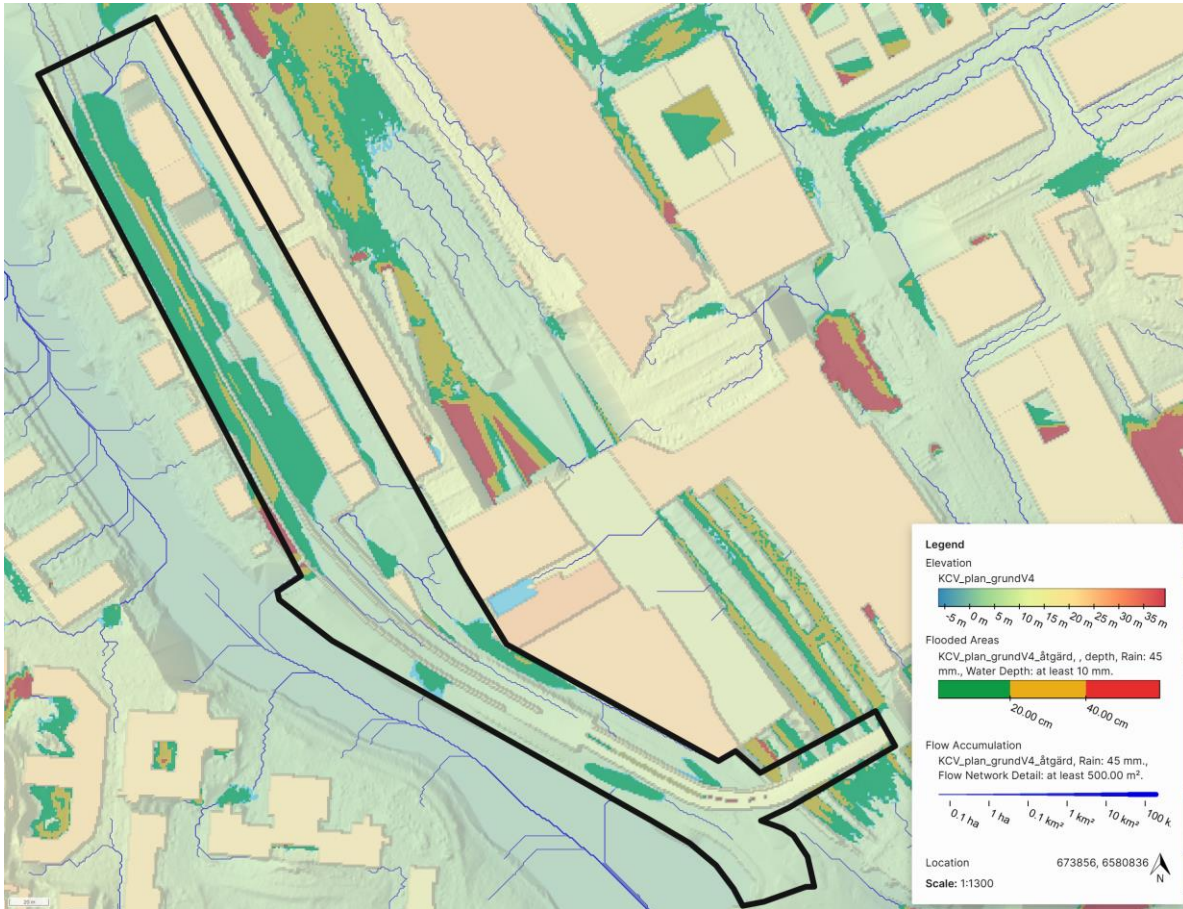 Legend
Elevation
KCV_plan_grundV4
-5 m 0 m 5 m 10 m 15 m 20 m 25 m 30 m 35 m
Flooded Areas
KCV_plan_grundV4_åtgärd, , depth, Rain: 45
mm., Water Depth: at least 10 mm.
20.00 cm 40.00 cm
Flow Accumulation
KCV_plan_grundV4_åtgärd, Rain: 45 mm.,
Flow Network Detail: at least 500.00 m².
0.1 ha 1 ha 0.1 km² 1 km² 10 km² 100 k
Location 673856, 6580836
N
Scale: 1:1300
20 m